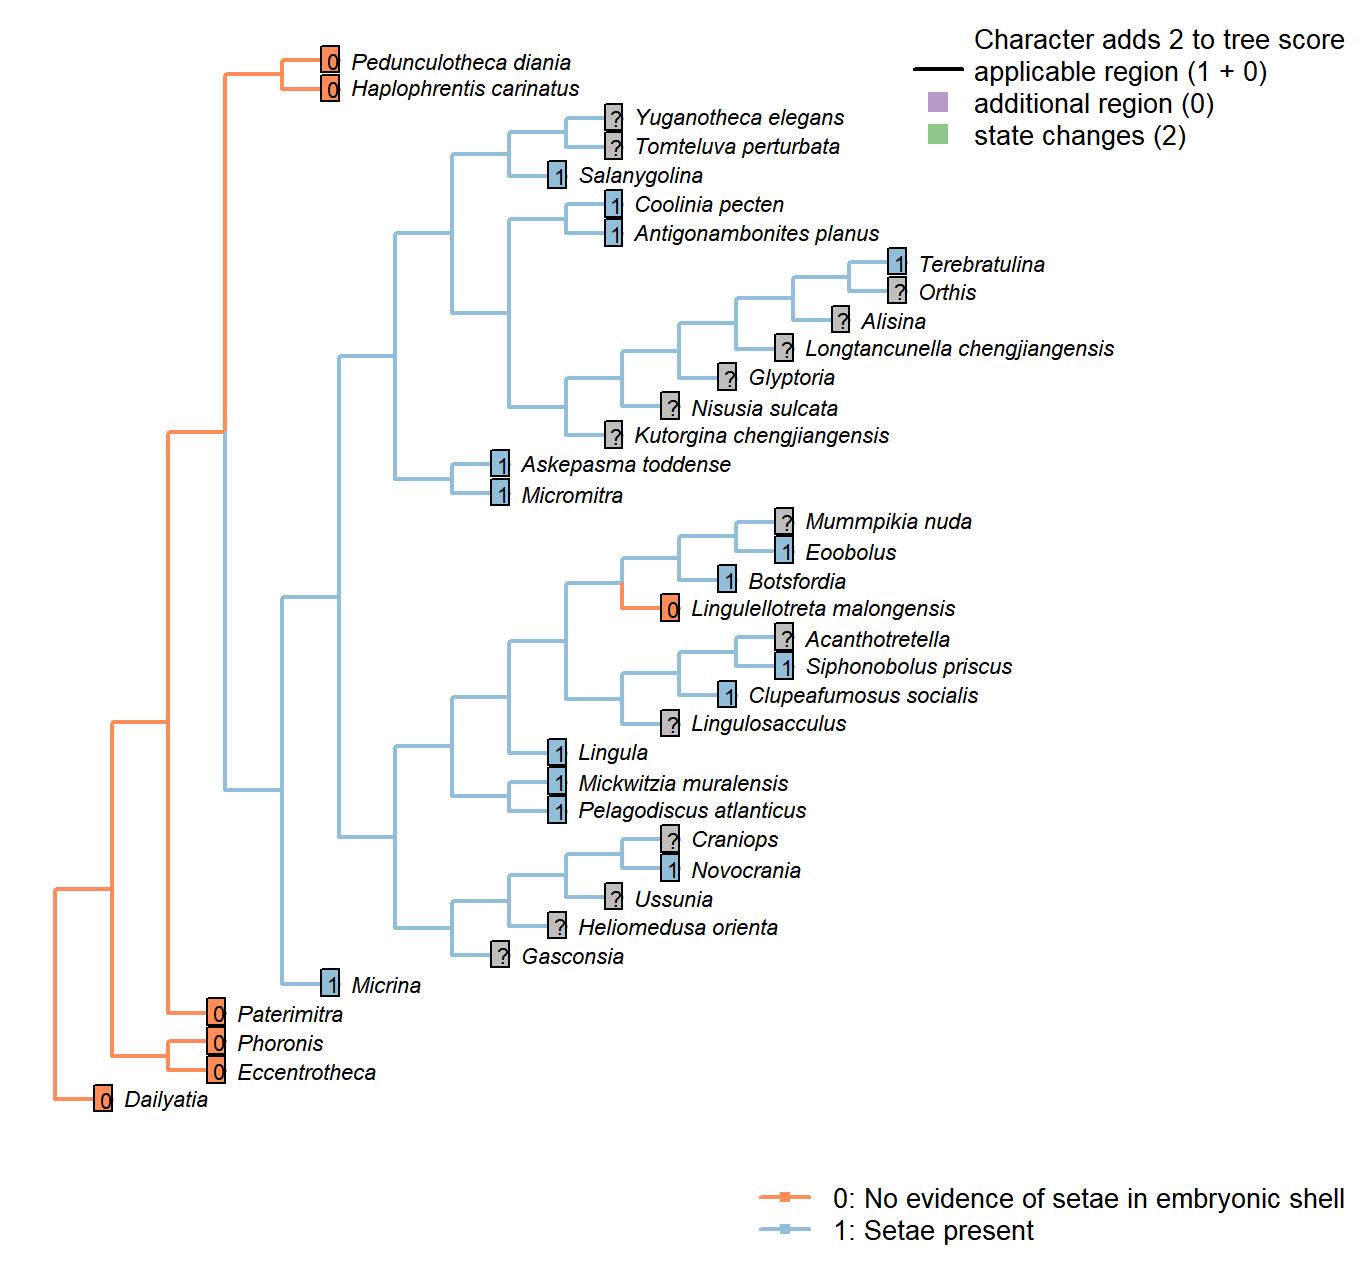 Character adds 2 to tree score
applicable region (1 + 0)
additional region (0)
state changes (2)
0 Pedunculotheca diania
0 Haplophrentis carinatus
? Yuganotheca elegans
? Tomteluva perturbata
1 Salanygolina
1 Coolinia pecten
1 Antigonambonites planus
1 Terebratulina
? Orthis
? Alisina
? Longtancunella chengjiangensis
? Glyptoria
? Nisusia sulcata
? Kutorgina chengjiangensis
1 Askepasma toddense
1 Micromitra
? Mummpikia nuda
1 Eoobolus
1 Botsfordia
0 Lingulellotreta malongensis
? Acanthotretella
1 Siphonobolus priscus
1 Clupeafumosus socialis
? Lingulosacculus
1 Lingula
1 Mickwitzia muralensis
1 Pelagodiscus atlanticus
? Craniops
1 Novocrania
? Ussunia
? Heliomedusa orienta
? Gasconsia
1 Micrina
0 Paterimitra
0 Phoronis
0 Eccentrotheca
0 Dailyatia
0: No evidence of setae in embryonic shell
1: Setae present